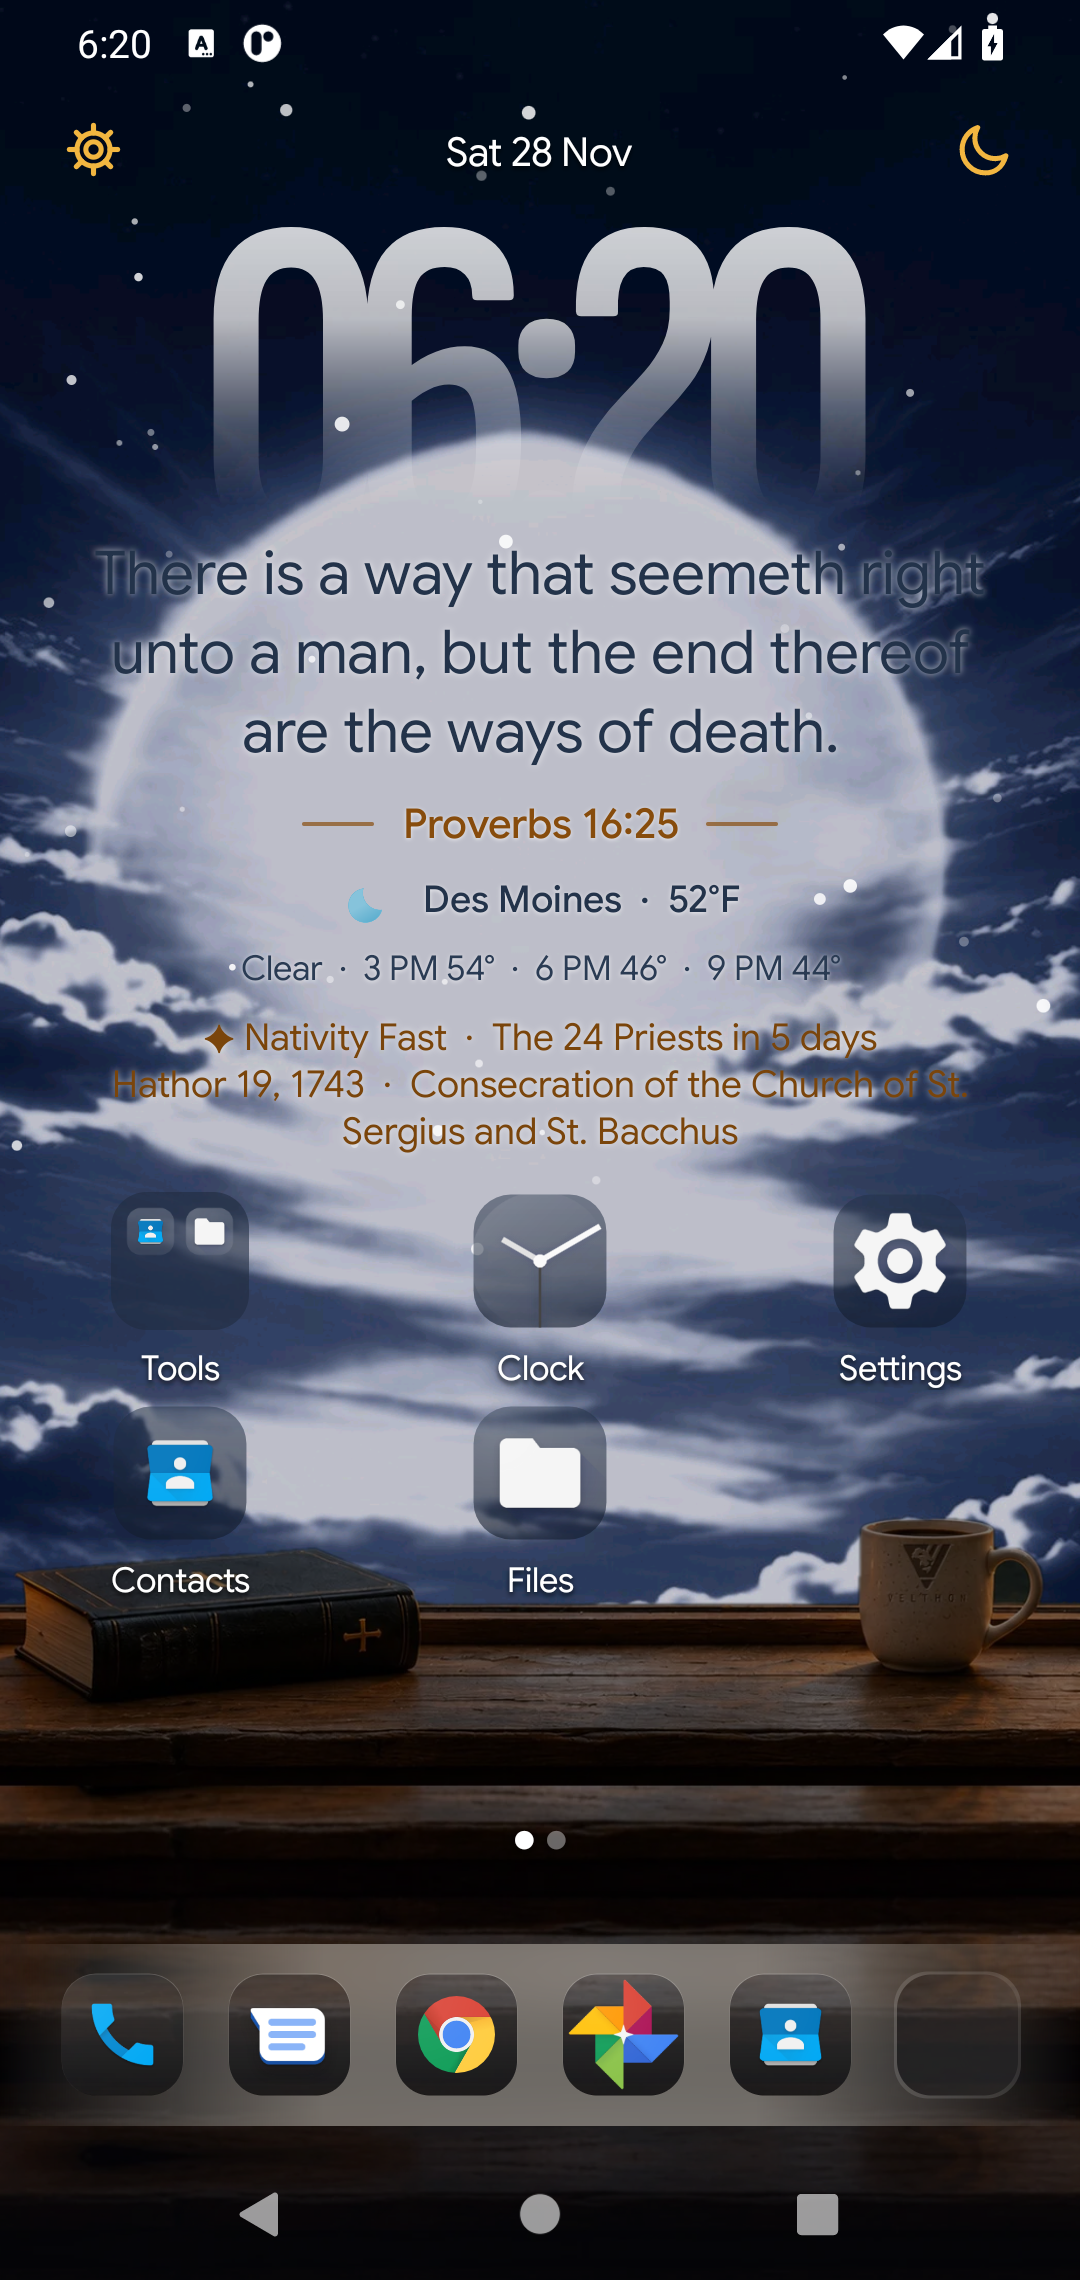 6:20
Sat 28 Nov
06:20
There is a way that seemeth right
unto a man, but the end thereof
are the ways of death.
Proverbs 16:25
Des Moines · 52°F
Clear · 3 PM 54° · 6 PM 46° · 9 PM 44°
✦ Nativity Fast · The 24 Priests in 5 days
Hathor 19, 1743 · Consecration of the Church of St.
Sergius and St. Bacchus
Tools
Clock
Settings
Contacts
Files
VELTHON